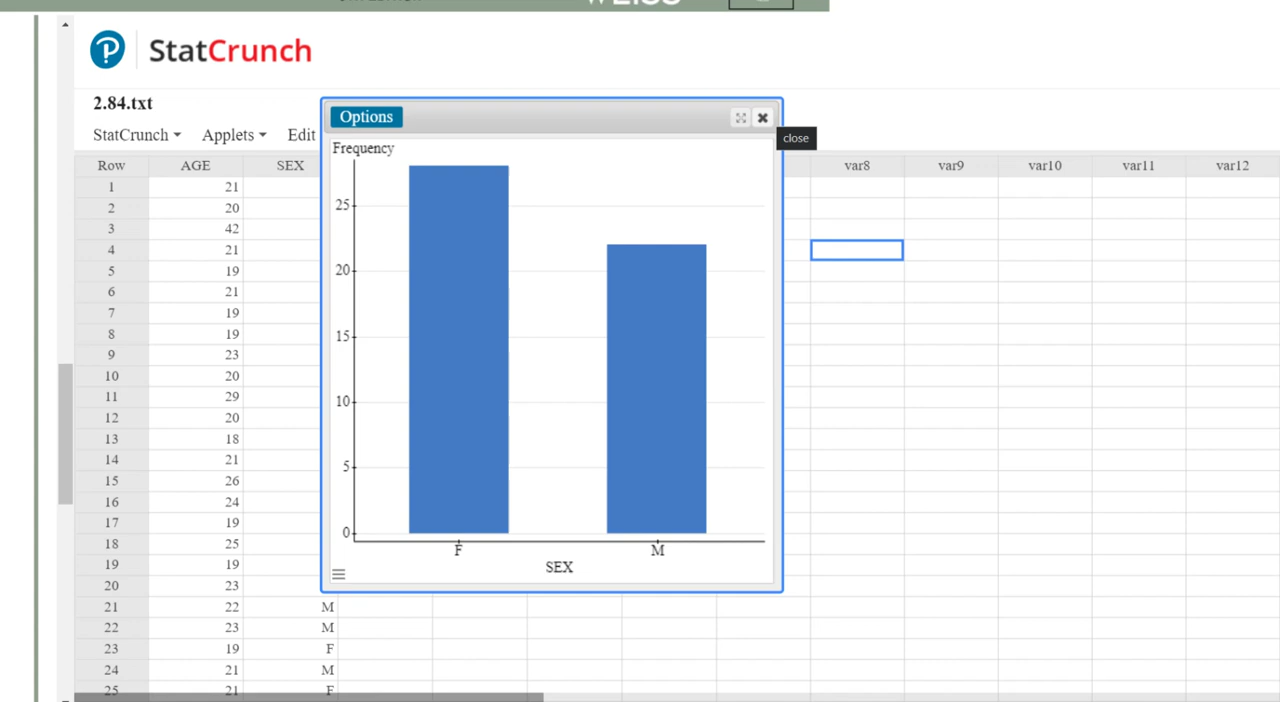 WEISS
StatCrunch
2.84.txt
StatCrunch Applets Edit
Options
close
Frequency
Row AGE SEX var8 var9 var10 var11 var12
1 21
2 20
3 42
4 21
5 19
6 21
7 19
8 19
9 23
10 20
11 29
12 20
13 18
14 21
15 26
16 24
17 19
18 25
19 19
20 23
21 22 M
22 23 M
23 19 F
24 21 M
25 21 F
25
20
15
10
5
0
F M
SEX